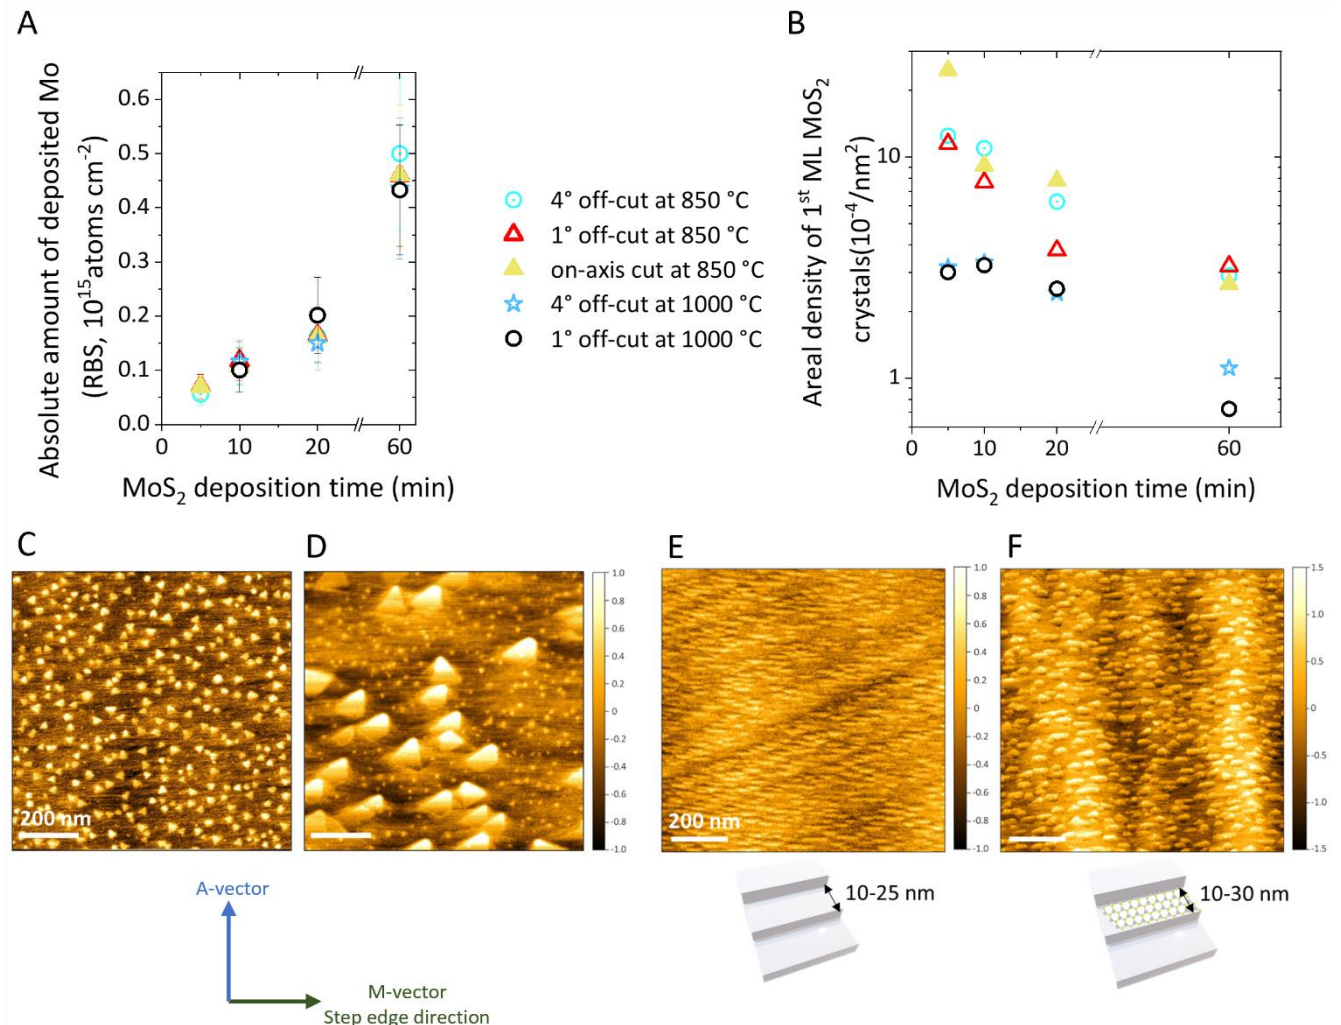 A
Absolute amount of deposited Mo
(RBS, 10¹⁵atoms cm⁻²)
0.6
0.5
0.4
0.3
0.2
0.1
0.0
0
10
20
60
MoS₂ deposition time (min)
4° off-cut at 850 °C
1° off-cut at 850 °C
on-axis cut at 850 °C
4° off-cut at 1000 °C
1° off-cut at 1000 °C
B
Areal density of 1ˢᵗ ML MoS₂
crystals(10⁻⁴/nm²)
10
1
0
10
20
60
MoS₂ deposition time (min)
C
200 nm
D
1.0
0.8
0.6
0.4
0.2
0
-0.2
-0.4
-0.6
-0.8
-1.0
E
200 nm
1.0
0.8
0.6
0.4
0.2
0
-0.2
-0.4
-0.6
-0.8
-1.0
F
1.5
1.0
0.5
0
-0.5
-1.0
-1.5
A-vector
M-vector
Step edge direction
10-25 nm
10-30 nm